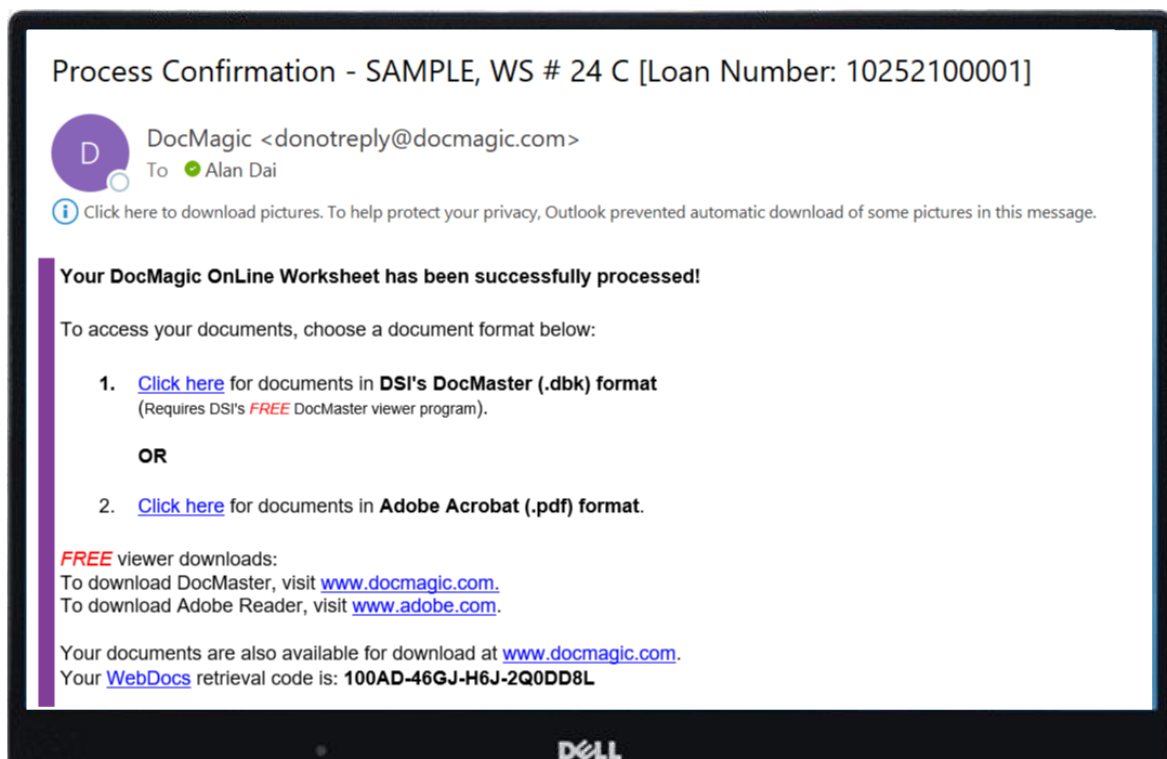 Process Confirmation - SAMPLE, WS # 24 C [Loan Number: 10252100001]
D
DocMagic <donotreply@docmagic.com>
To Alan Dai
Click here to download pictures. To help protect your privacy, Outlook prevented automatic download of some pictures in this message.
Your DocMagic OnLine Worksheet has been successfully processed!
To access your documents, choose a document format below:
1. Click here for documents in DSI's DocMaster (.dbk) format
(Requires DSI's FREE DocMaster viewer program).
OR
2. Click here for documents in Adobe Acrobat (.pdf) format.
FREE viewer downloads:
To download DocMaster, visit www.docmagic.com.
To download Adobe Reader, visit www.adobe.com.
Your documents are also available for download at www.docmagic.com.
Your WebDocs retrieval code is: 100AD-46GJ-H6J-2Q0DD8L
DELL